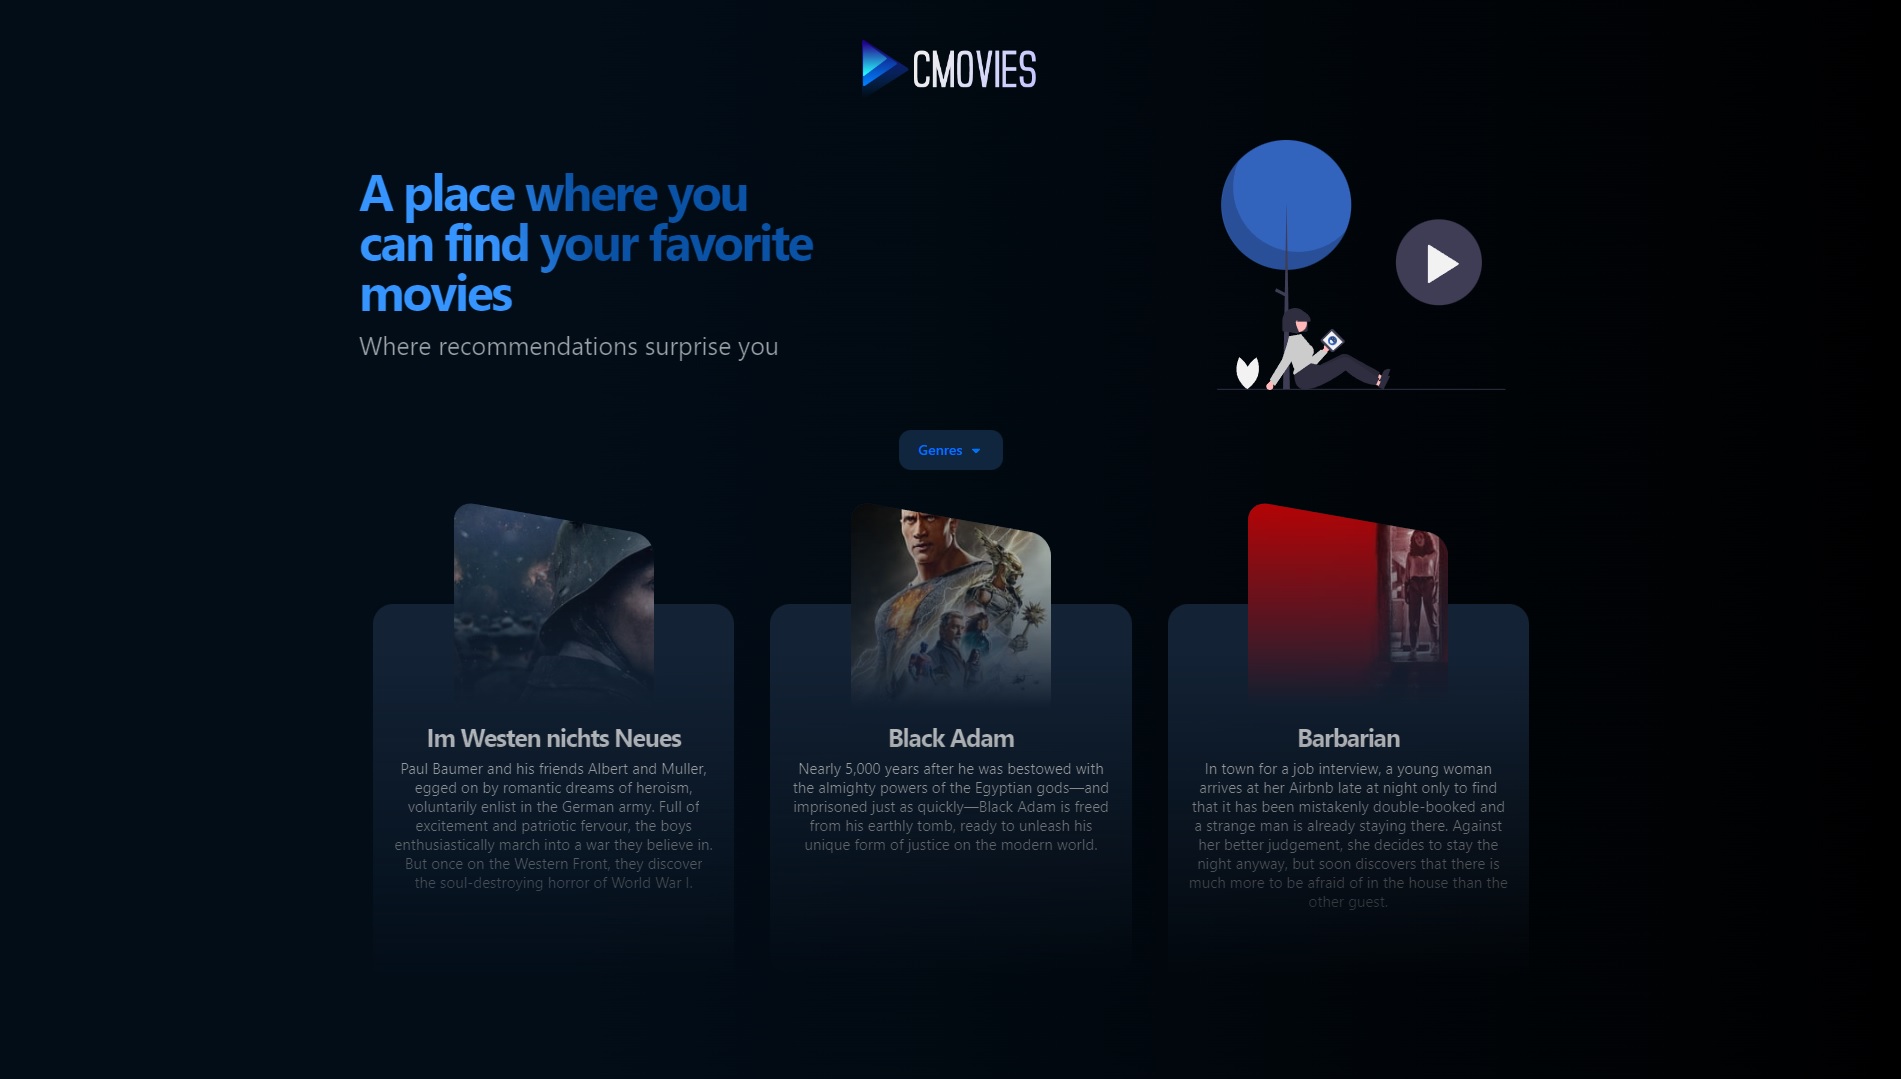 CMOVIES
A place where you
can find your favorite
movies
Where recommendations surprise you
Genres
Im Westen nichts Neues
Paul Baumer and his friends Albert and Muller,
egged on by romantic dreams of heroism,
voluntarily enlist in the German army. Full of
excitement and patriotic fervour, the boys
enthusiastically march into a war they believe in.
But once on the Western Front, they discover
the soul-destroying horror of World War I.
Black Adam
Nearly 5,000 years after he was bestowed with
the almighty powers of the Egyptian gods—and
imprisoned just as quickly—Black Adam is freed
from his earthly tomb, ready to unleash his
unique form of justice on the modern world.
Barbarian
In town for a job interview, a young woman
arrives at her Airbnb late at night only to find
that it has been mistakenly double-booked and
a strange man is already staying there. Against
her better judgement, she decides to stay the
night anyway, but soon discovers that there is
much more to be afraid of in the house than the
other guest.